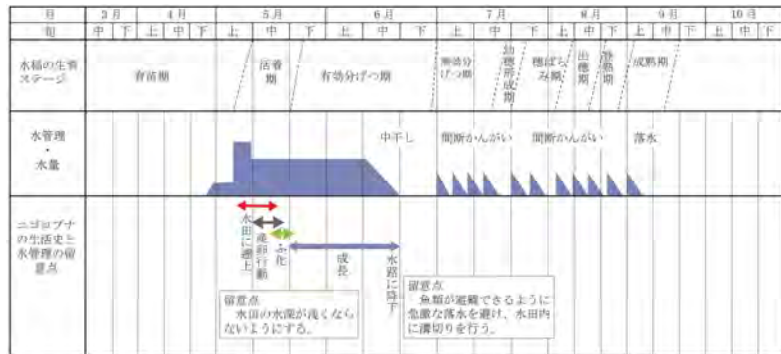 月 3月 4月 5月 6月 7月 8月 9月 10月
旬 中 下 上 中 下 上 中 下 上 中 下 上 中 下 上 中 下 上 中 下 上 中 下
水稲の生育
ステージ
育苗期
活着
期
有効分げつ期
無効分
げつ期
幼穂
形成
期
穂ばら
み期
出穂
期
登熟
期
成熟期
水管理
・
水量
中干し 間断かんがい 間断かんがい 落水
ニゴロブナ
の生活史と
水管理の留
意点
水田に遡上
産卵行動
ふ化
成長
水路に降下
留意点
水田の水深が浅くなら
ないようにする。
留意点
魚類が避難できるように
急激な落水を避け、水田内
に溝切りを行う。